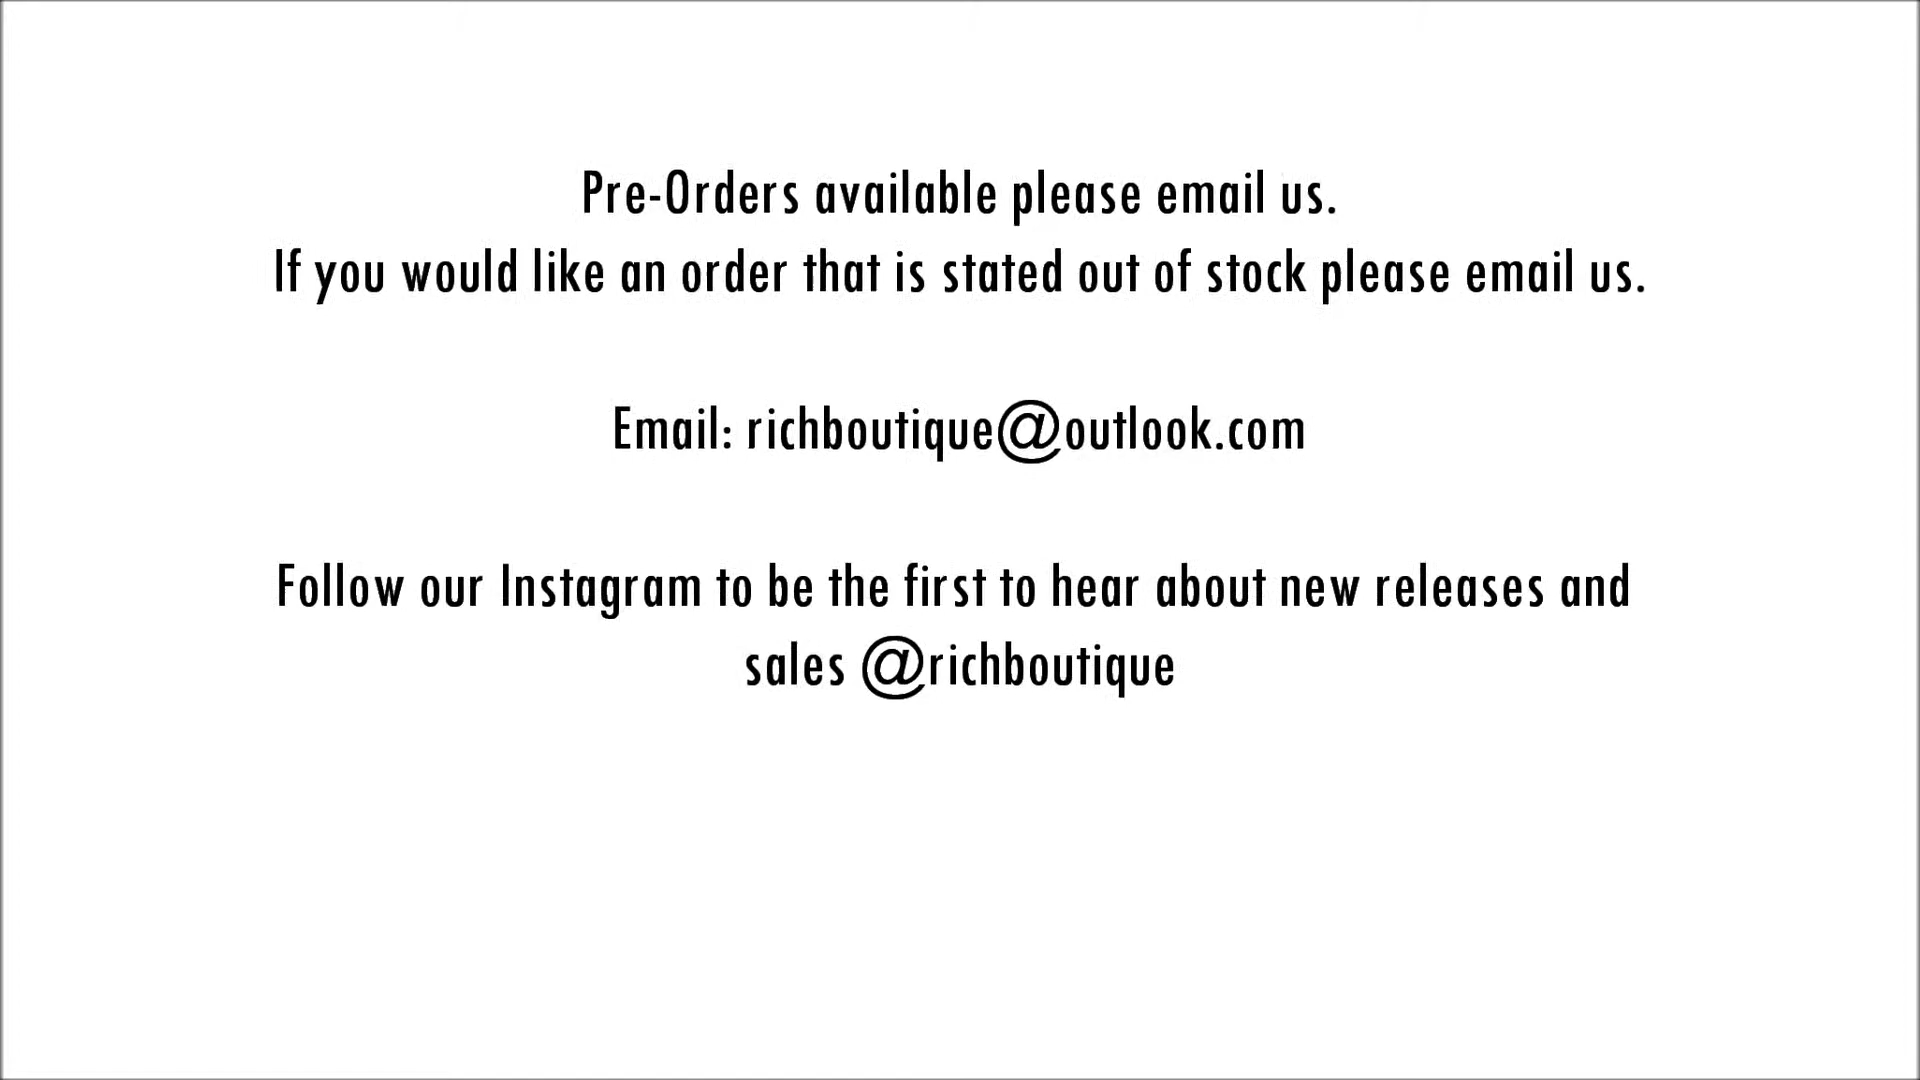 Pre-Orders available please email us.
If you would like an order that is stated out of stock please email us.
Email: richboutique@outlook.com
Follow our Instagram to be the first to hear about new releases and
sales @richboutique